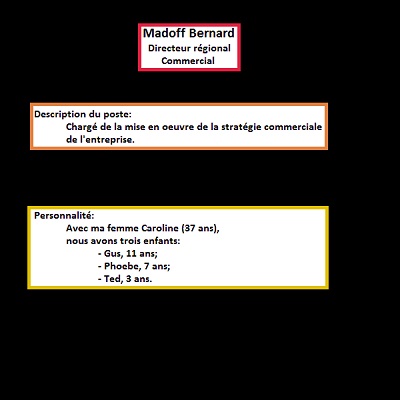 Madoff Bernard
Directeur régional
Commercial
Description du poste:
Chargé de la mise en oeuvre de la stratégie commerciale
de l'entreprise.
Personnalité:
Avec ma femme Caroline (37 ans),
nous avons trois enfants:
- Gus, 11 ans;
- Phoebe, 7 ans;
- Ted, 3 ans.